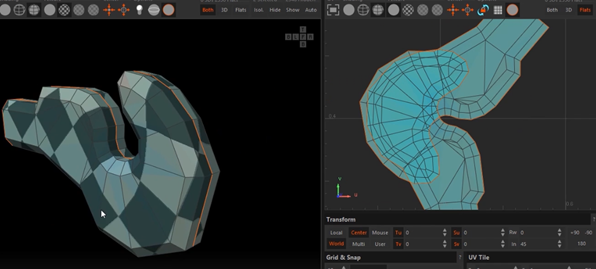 Both 3D Flats Isol. Hide Show Auto
Both 3D Flats
Transform ?
Local Center Mouse Tu 0 Su 0 Piv 0 +90 -90
World Multi User Tv 0 Sv 0 In 45 180
Grid & Snap ? UV Tile